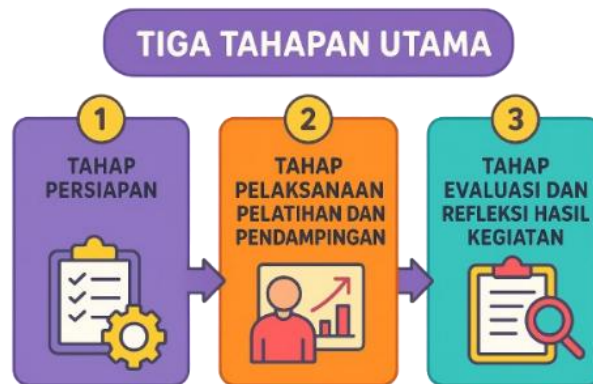 TIGA TAHAPAN UTAMA
1
TAHAP
PERSIAPAN
2
TAHAP
PELAKSANAAN
PELATIHAN DAN
PENDAMPINGAN
3
TAHAP
EVALUASI DAN
REFLEKSI HASIL
KEGIATAN